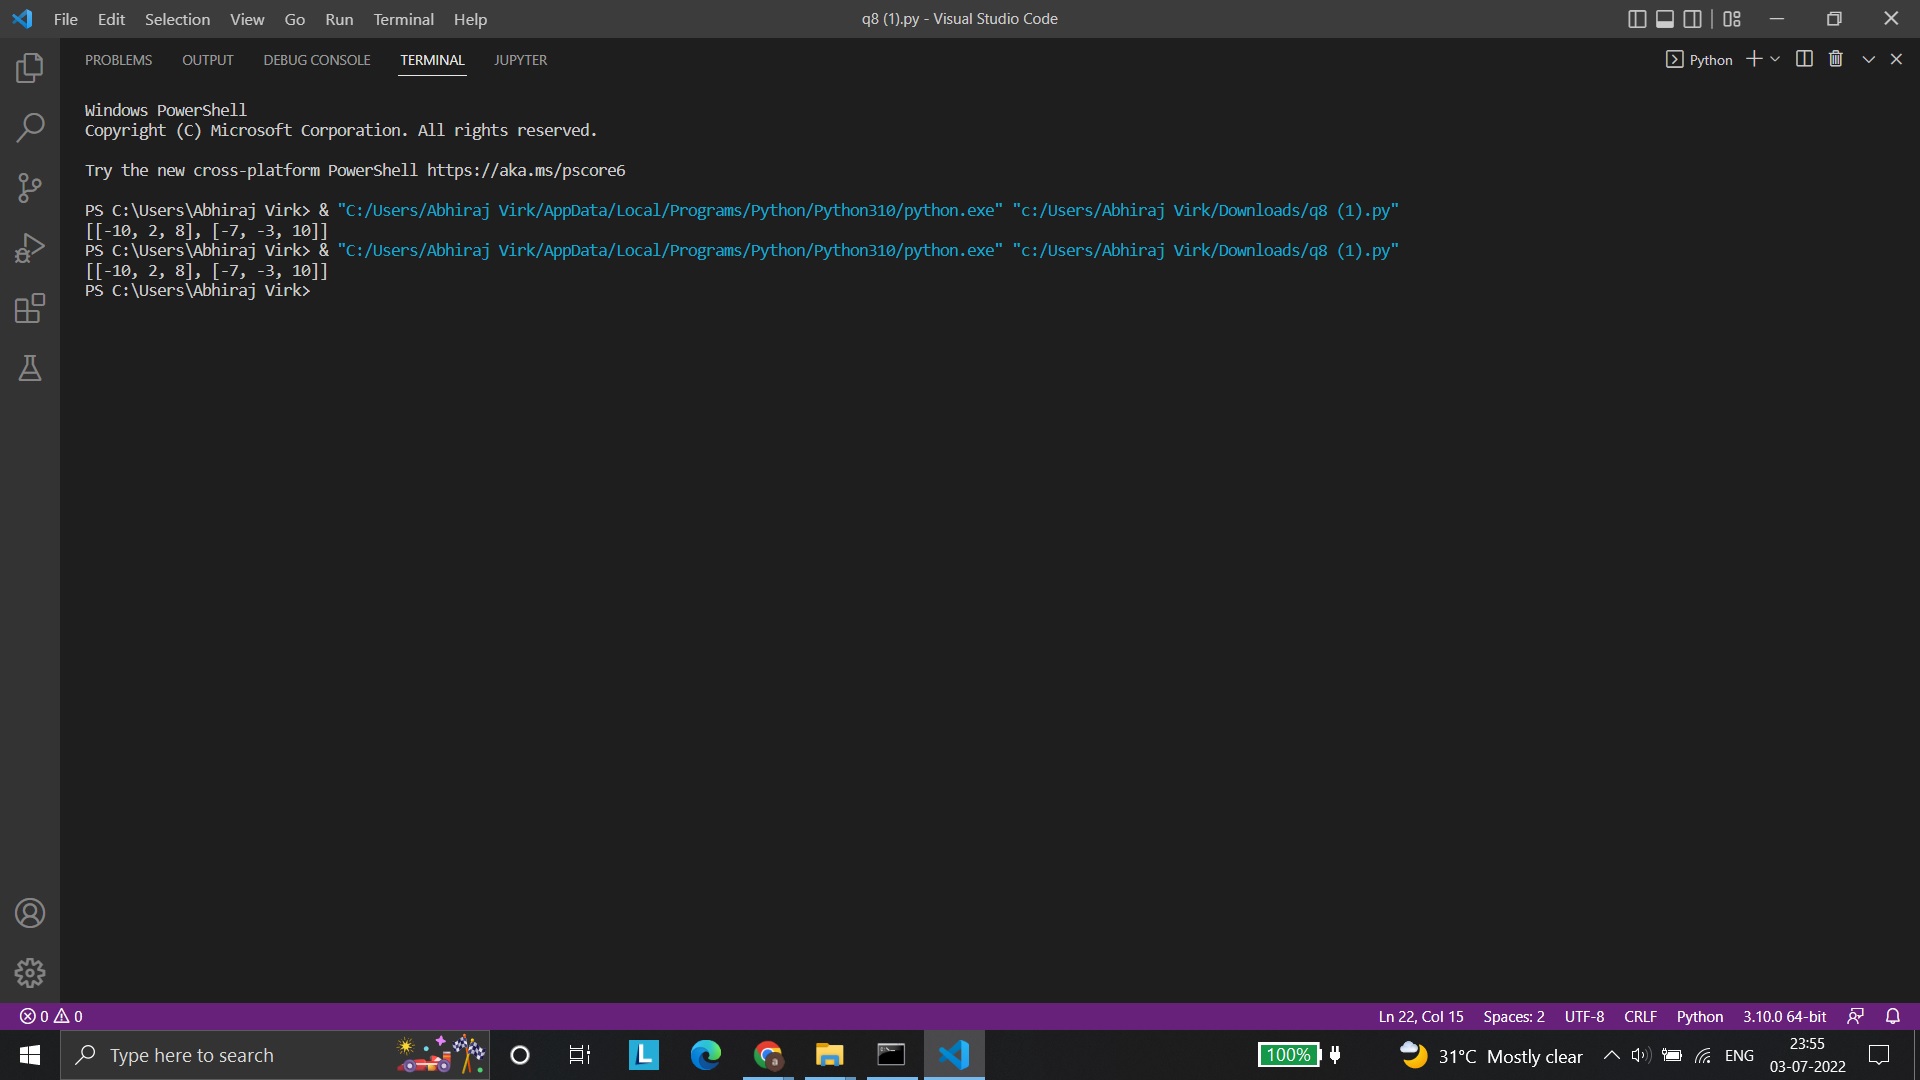 File Edit Selection View Go Run Terminal Help
q8 (1).py - Visual Studio Code
PROBLEMS OUTPUT DEBUG CONSOLE TERMINAL JUPYTER
Python
Windows PowerShell
Copyright (C) Microsoft Corporation. All rights reserved.
Try the new cross-platform PowerShell https://aka.ms/pscore6
PS C:\Users\Abhiraj Virk> & "C:/Users/Abhiraj Virk/AppData/Local/Programs/Python/Python310/python.exe" "c:/Users/Abhiraj Virk/Downloads/q8 (1).py"
[[-10, 2, 8], [-7, -3, 10]]
PS C:\Users\Abhiraj Virk> & "C:/Users/Abhiraj Virk/AppData/Local/Programs/Python/Python310/python.exe" "c:/Users/Abhiraj Virk/Downloads/q8 (1).py"
[[-10, 2, 8], [-7, -3, 10]]
PS C:\Users\Abhiraj Virk>
0 0
Ln 22, Col 15 Spaces: 2 UTF-8 CRLF Python 3.10.0 64-bit
Type here to search
L
a
100%
31°C Mostly clear
ENG
23:55
03-07-2022